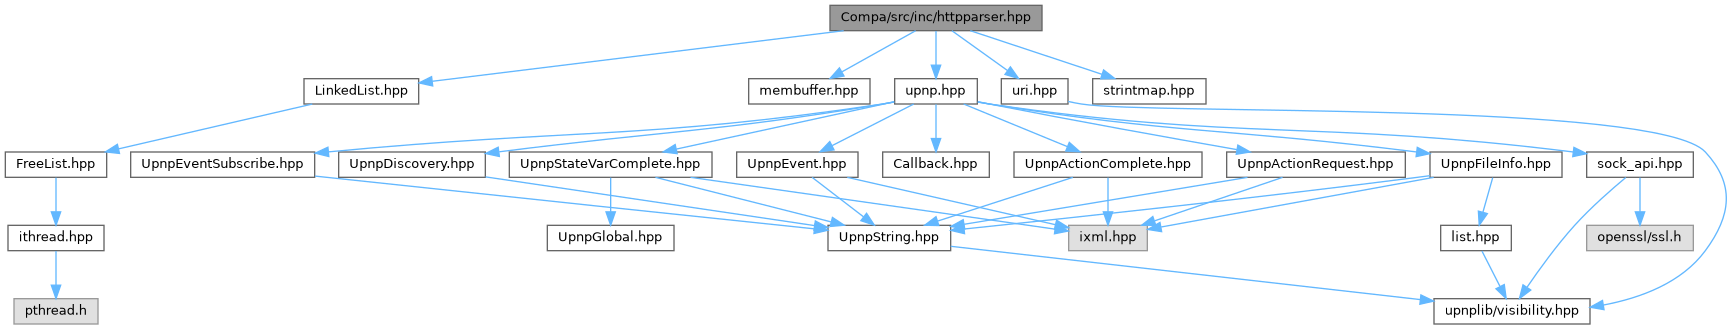 Compa/src/inc/httpparser.hpp
LinkedList.hpp
membuffer.hpp
upnp.hpp
uri.hpp
strintmap.hpp
FreeList.hpp
UpnpEventSubscribe.hpp
UpnpDiscovery.hpp
UpnpStateVarComplete.hpp
UpnpEvent.hpp
Callback.hpp
UpnpActionComplete.hpp
UpnpActionRequest.hpp
UpnpFileInfo.hpp
sock_api.hpp
ithread.hpp
UpnpGlobal.hpp
UpnpString.hpp
ixml.hpp
list.hpp
openssl/ssl.h
pthread.h
upnplib/visibility.hpp